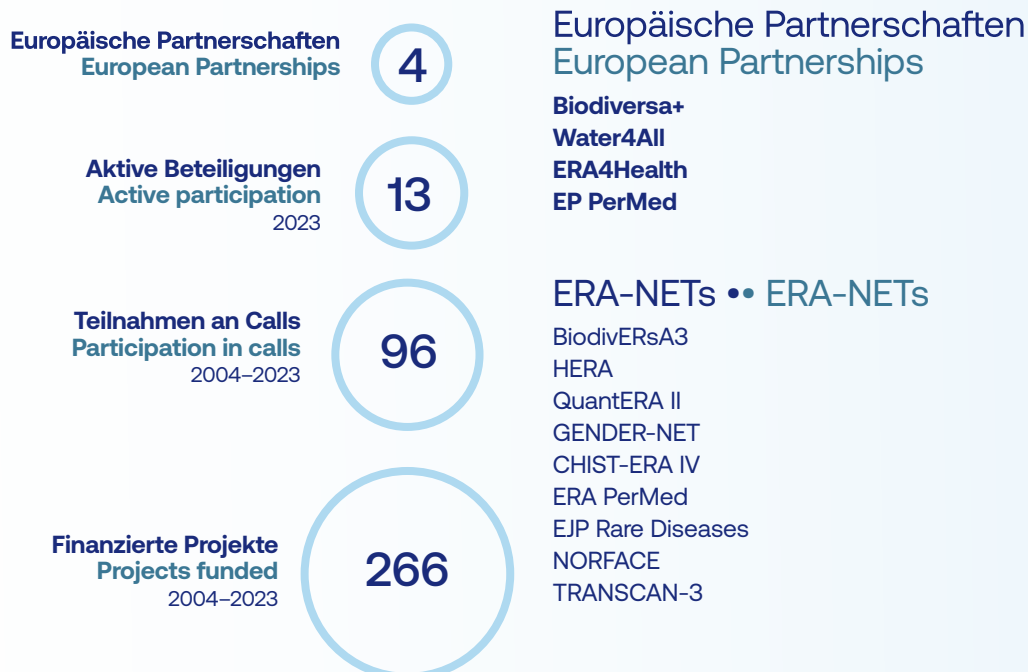 Europäische Partnerschaften
European Partnerships
4
Aktive Beteiligungen
Active participation
2023
13
Teilnahmen an Calls
Participation in calls
2004–2023
96
Finanzierte Projekte
Projects funded
2004–2023
266
Europäische Partnerschaften
European Partnerships
Biodiversa+
Water4All
ERA4Health
EP PerMed
ERA-NETs •• ERA-NETs
BiodivERsA3
HERA
QuantERA II
GENDER-NET
CHIST-ERA IV
ERA PerMed
EJP Rare Diseases
NORFACE
TRANSCAN-3